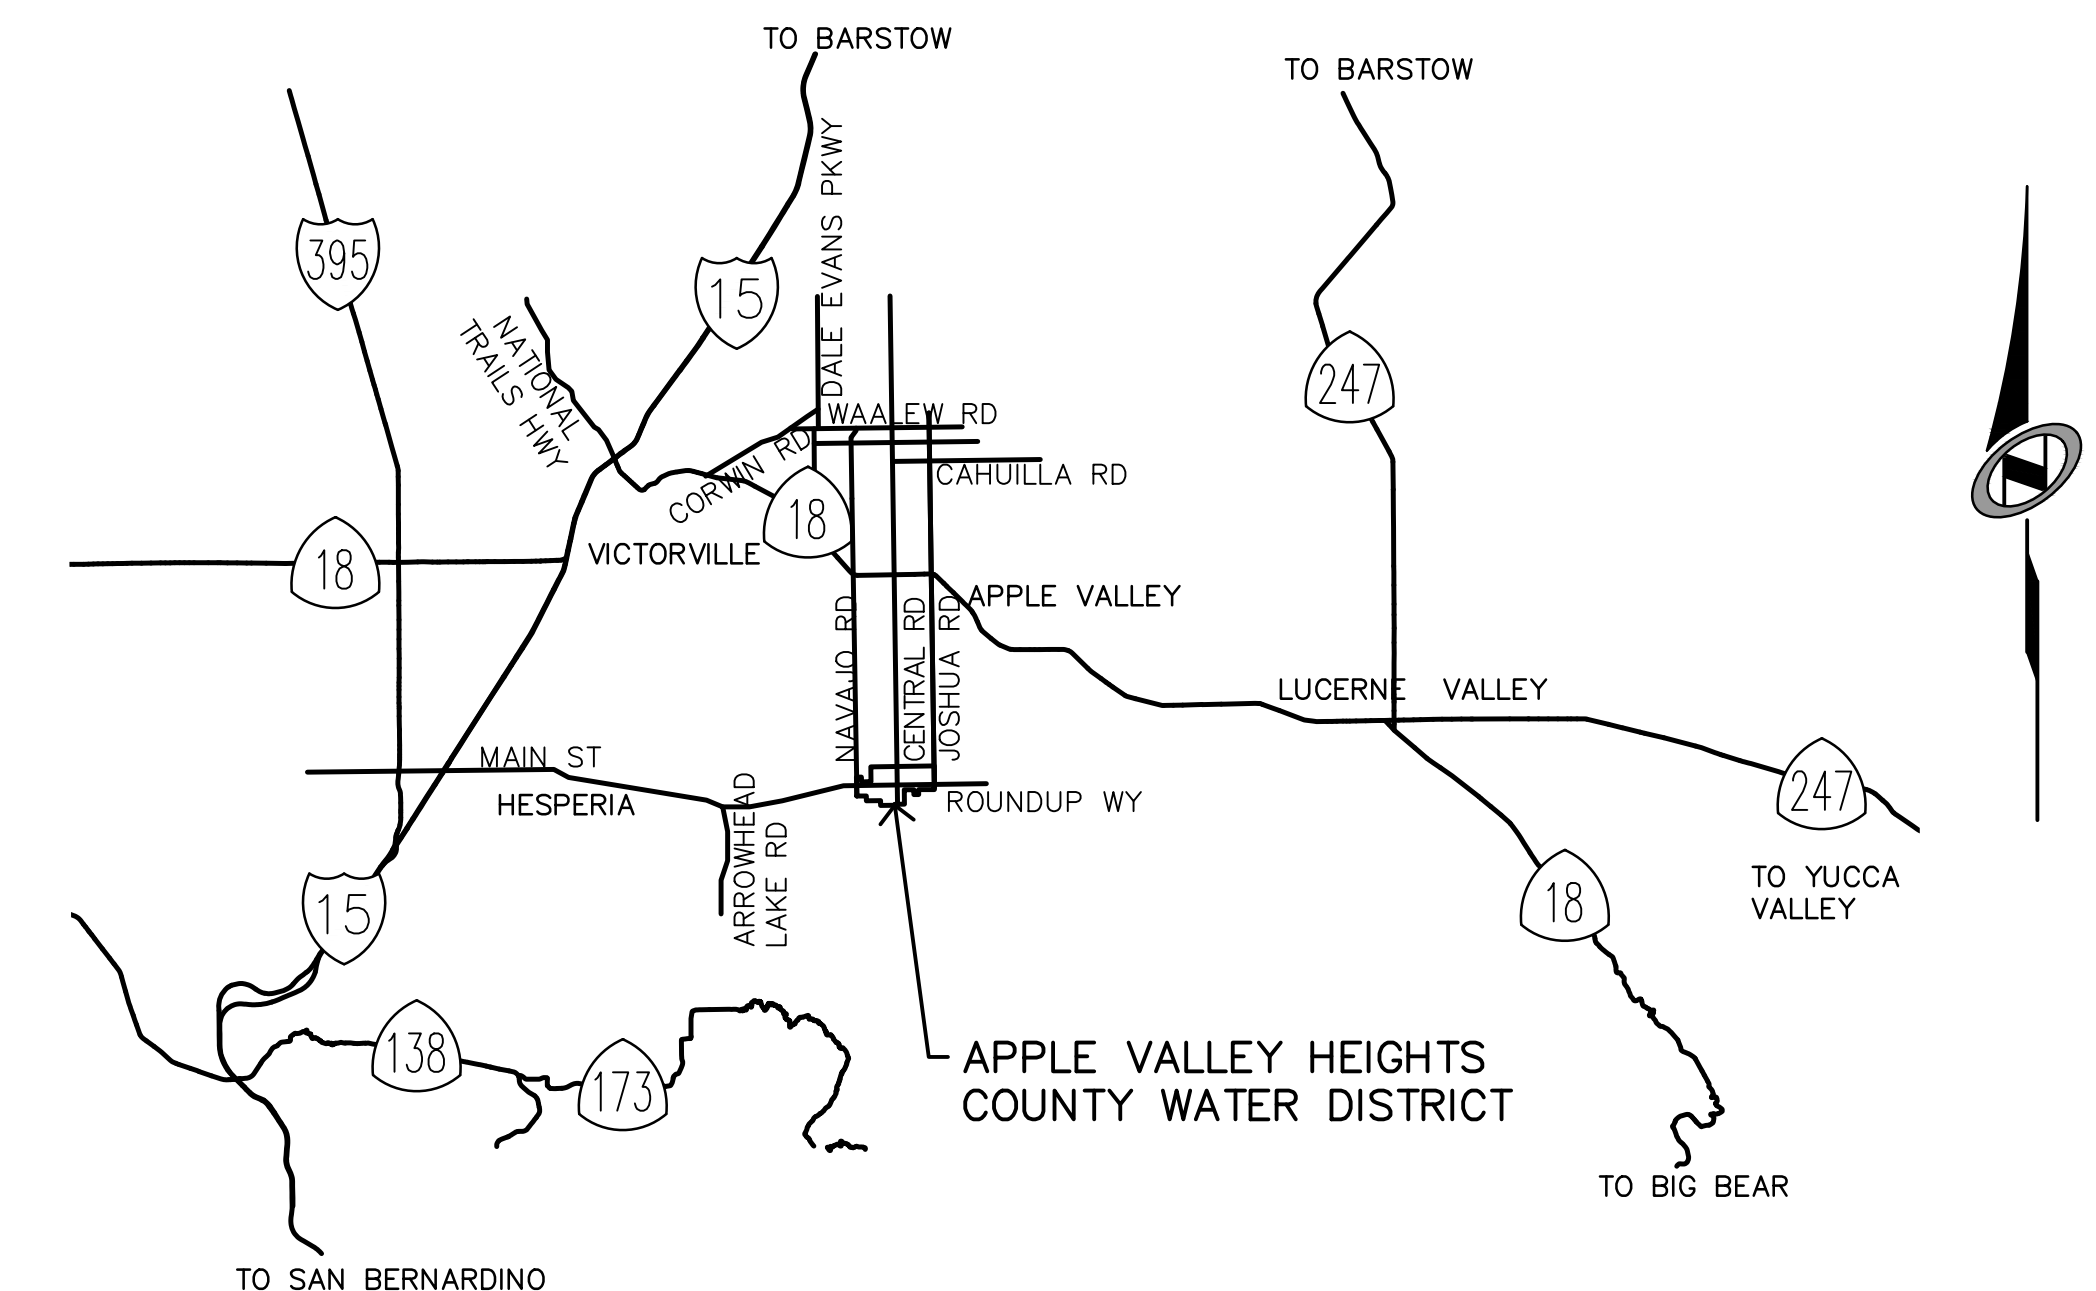 TO BARSTOW
TO BARSTOW
DALE EVANS PKWY
395
15
NATIONAL
TRAILS HWY
247
WAALEW RD
CORWIN RD
CAHUILLA RD
18
18
VICTORVILLE
APPLE VALLEY
NAVAJO RD
CENTRAL RD
JOSHUA RD
LUCERNE VALLEY
MAIN ST
HESPERIA
ROUNDUP WY
247
ARROWHEAD
LAKE RD
TO YUCCA
VALLEY
15
18
138
173
APPLE VALLEY HEIGHTS
COUNTY WATER DISTRICT
TO BIG BEAR
TO SAN BERNARDINO
N